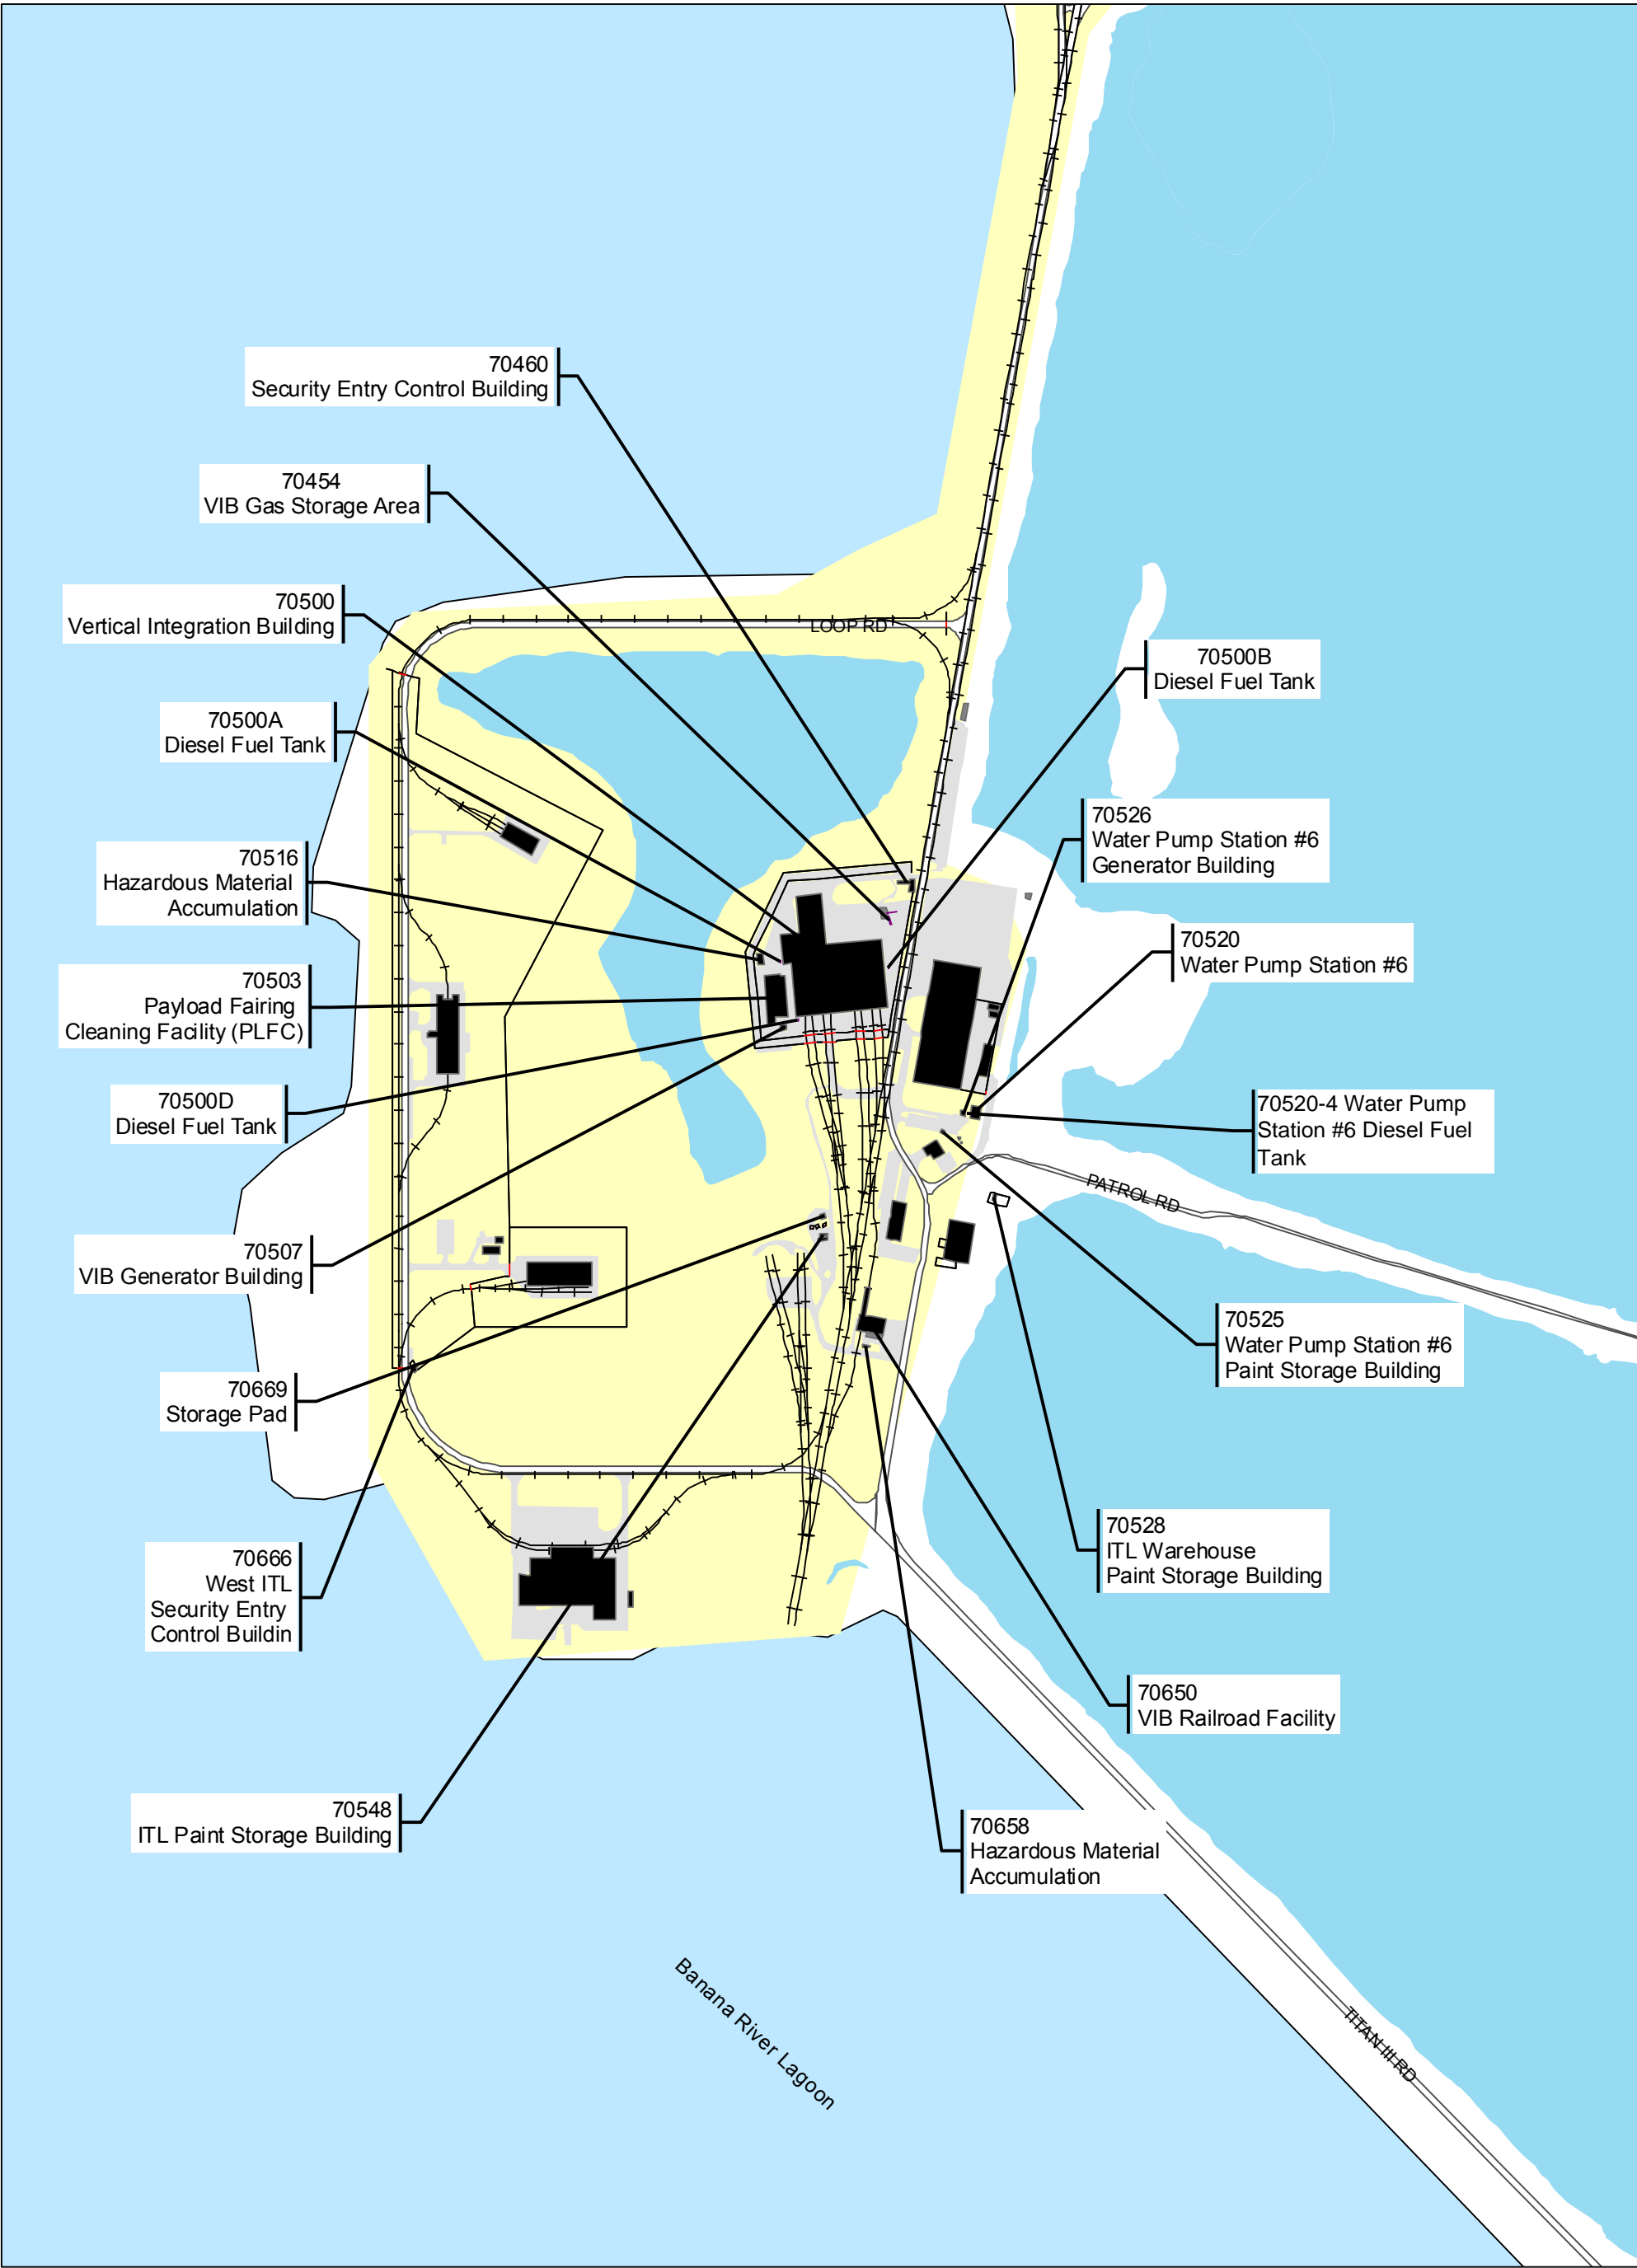 70460
Security Entry Control Building
70454
VIB Gas Storage Area
70500
Vertical Integration Building
LOOP RD
70500B
Diesel Fuel Tank
70500A
Diesel Fuel Tank
70526
Water Pump Station #6
Generator Building
70516
Hazardous Material
Accumulation
70520
Water Pump Station #6
70503
Payload Fairing
Cleaning Facility (PLFC)
70500D
Diesel Fuel Tank
70520-4 Water Pump
Station #6 Diesel Fuel
Tank
PATROL RD
70507
VIB Generator Building
70525
Water Pump Station #6
Paint Storage Building
70669
Storage Pad
70528
ITL Warehouse
Paint Storage Building
70666
West ITL
Security Entry
Control Buildin
70650
VIB Railroad Facility
70548
ITL Paint Storage Building
70658
Hazardous Material
Accumulation
Banana River Lagoon
TITAN III RD